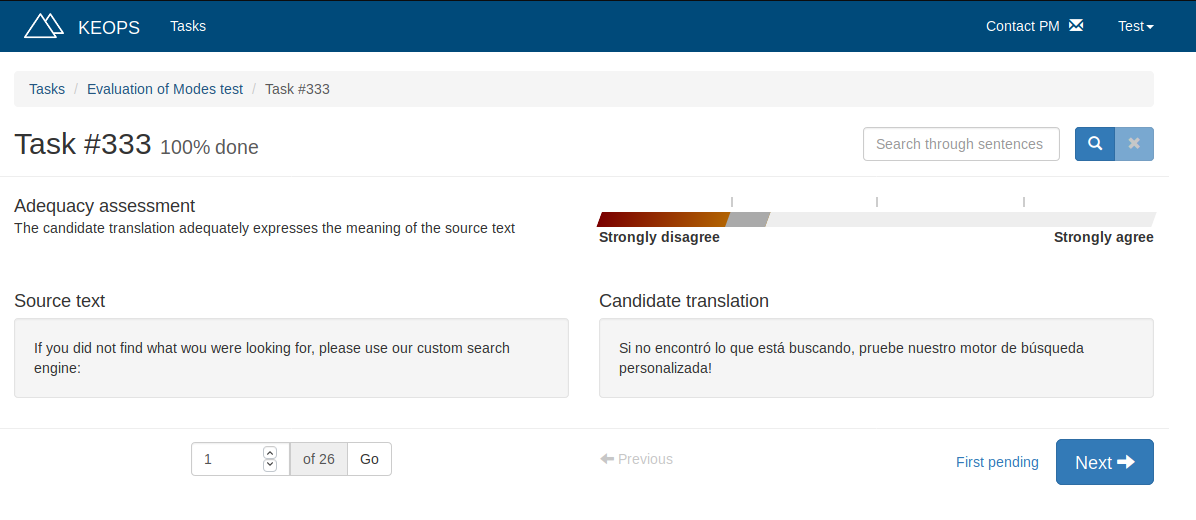 KEOPS Tasks Contact PM Test
Tasks / Evaluation of Modes test / Task #333
Task #333 100% done Search through sentences
Adequacy assessment
The candidate translation adequately expresses the meaning of the source text
Strongly disagree Strongly agree
Source text
If you did not find what wou were looking for, please use our custom search
engine:
Candidate translation
Si no encontró lo que está buscando, pruebe nuestro motor de búsqueda
personalizada!
1 of 26 Go Previous First pending Next